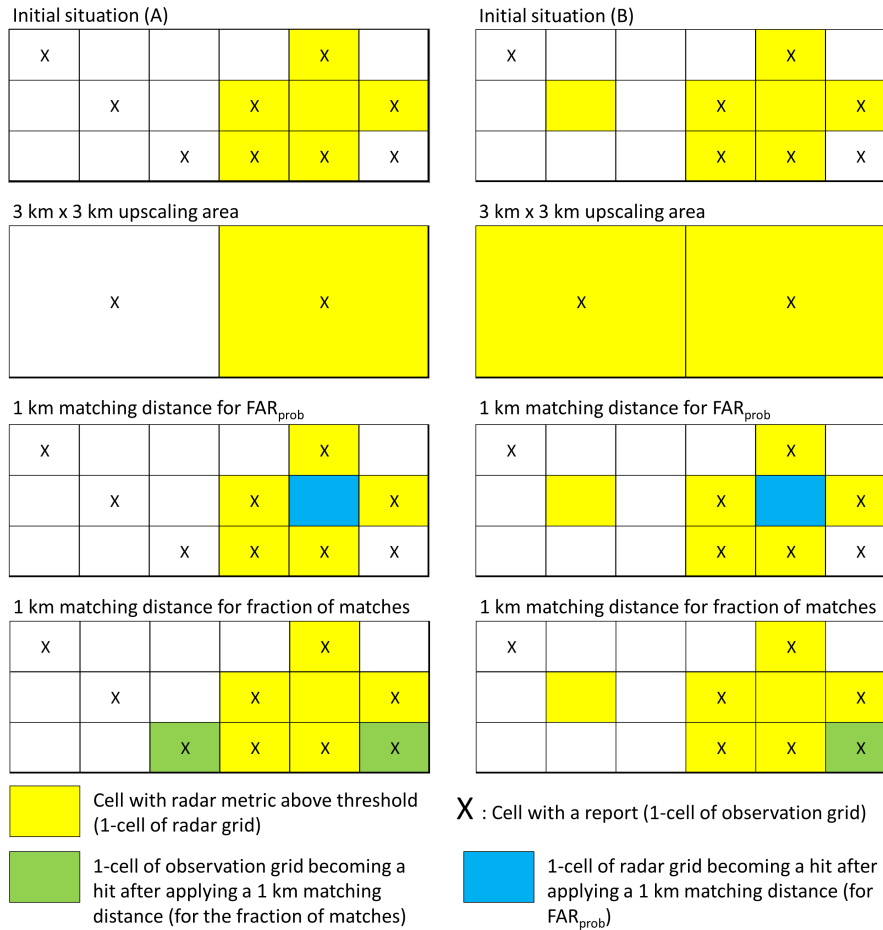 Initial situation (A)
X X
X X X
X X X X
3 km x 3 km upscaling area
X X
1 km matching distance for FARprob
X X
X X X
X X X X
1 km matching distance for fraction of matches
X X
X X X
X X X X
Initial situation (B)
X X
X X
X X X
3 km x 3 km upscaling area
X X
1 km matching distance for FARprob
X X
X X
X X X
1 km matching distance for fraction of matches
X X
X X
X X X
Cell with radar metric above threshold
(1-cell of radar grid)
X : Cell with a report (1-cell of observation grid)
1-cell of observation grid becoming a
hit after applying a 1 km matching
distance (for the fraction of matches)
1-cell of radar grid becoming a hit after
applying a 1 km matching distance (for
FARprob)